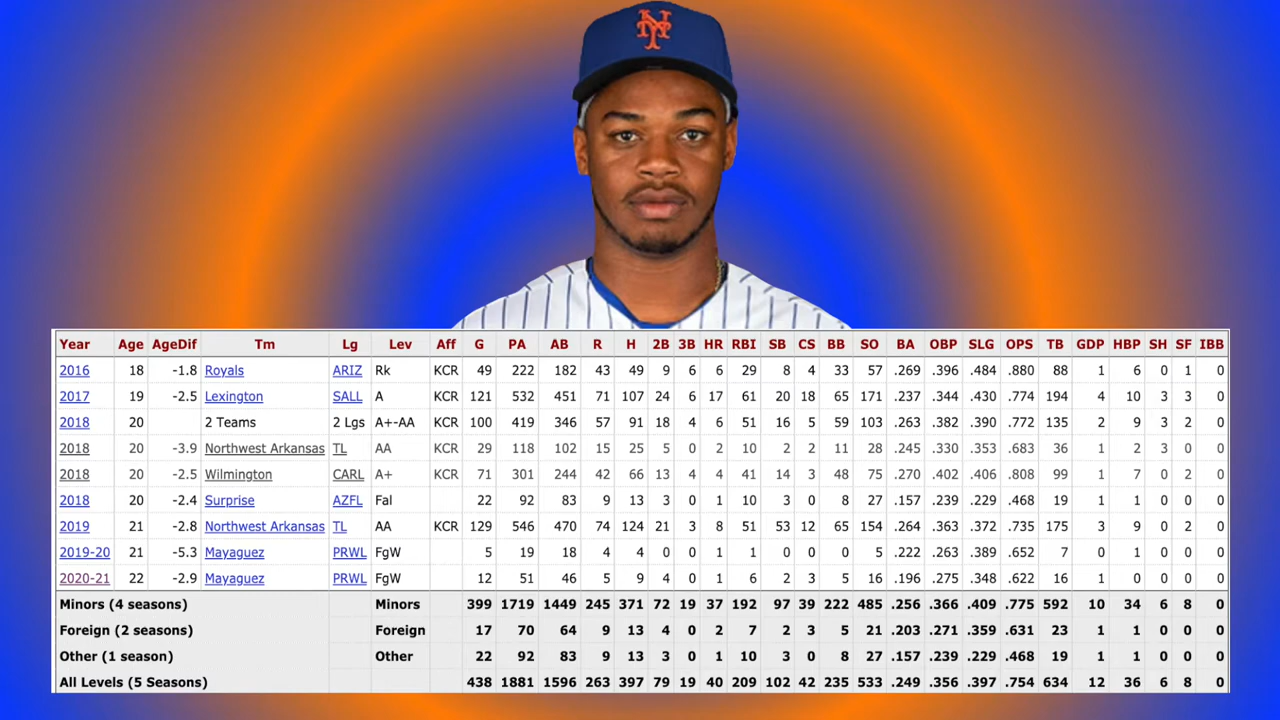 NY
Year Age AgeDif Tm Lg Lev Aff G PA AB R H 2B 3B HR RBI SB CS BB SO BA OBP SLG OPS TB GDP HBP SH SF IBB
2016 18 -1.8 Royals ARIZ Rk KCR 49 222 182 43 49 9 6 6 29 8 4 33 57 .269 .396 .484 .880 88 1 6 0 1 0
2017 19 -2.5 Lexington SALL A KCR 121 532 451 71 107 24 6 17 61 20 18 65 171 .237 .344 .430 .774 194 4 10 3 3 0
2018 20 2 Teams 2 Lgs A+-AA KCR 100 419 346 57 91 18 4 6 51 16 5 59 103 .263 .382 .390 .772 135 2 9 3 2 0
2018 20 -3.9 Northwest Arkansas TL AA KCR 29 118 102 15 25 5 0 2 10 2 2 11 28 .245 .330 .353 .683 36 1 2 3 0 0
2018 20 -2.5 Wilmington CARL A+ KCR 71 301 244 42 66 13 4 4 41 14 3 48 75 .270 .402 .406 .808 99 1 7 0 2 0
2018 20 -2.4 Surprise AZFL Fal 22 92 83 9 13 3 0 1 10 3 0 8 27 .157 .239 .229 .468 19 1 1 0 0 0
2019 21 -2.8 Northwest Arkansas TL AA KCR 129 546 470 74 124 21 3 8 51 53 12 65 154 .264 .363 .372 .735 175 3 9 0 2 0
2019-20 21 -5.3 Mayaguez PRWL FgW 5 19 18 4 4 0 0 1 1 0 0 0 5 .222 .263 .389 .652 7 0 1 0 0 0
2020-21 22 -2.9 Mayaguez PRWL FgW 12 51 46 5 9 4 0 1 6 2 3 5 16 .196 .275 .348 .622 16 1 0 0 0 0
Minors (4 seasons) Minors 399 1719 1449 245 371 72 19 37 192 97 39 222 485 .256 .366 .409 .775 592 10 34 6 8 0
Foreign (2 seasons) Foreign 17 70 64 9 13 4 0 2 7 2 3 5 21 .203 .271 .359 .631 23 1 1 0 0 0
Other (1 season) Other 22 92 83 9 13 3 0 1 10 3 0 8 27 .157 .239 .229 .468 19 1 1 0 0 0
All Levels (5 Seasons) 438 1881 1596 263 397 79 19 40 209 102 42 235 533 .249 .356 .397 .754 634 12 36 6 8 0